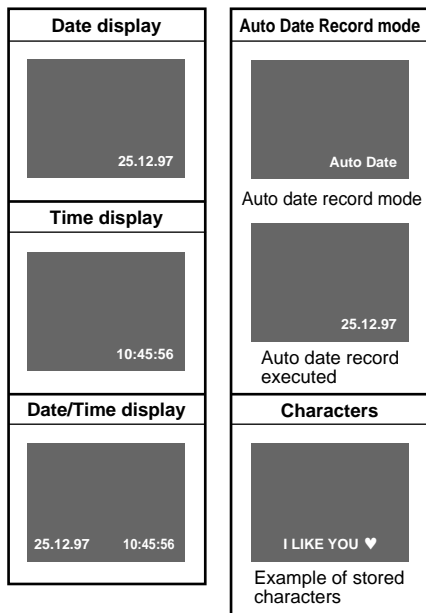 Date display
25.12.97
Time display
10:45:56
Date/Time display
25.12.97 10:45:56
Auto Date Record mode
Auto Date
Auto date record mode
25.12.97
Auto date record
executed
Characters
I LIKE YOU ♥
Example of stored
characters